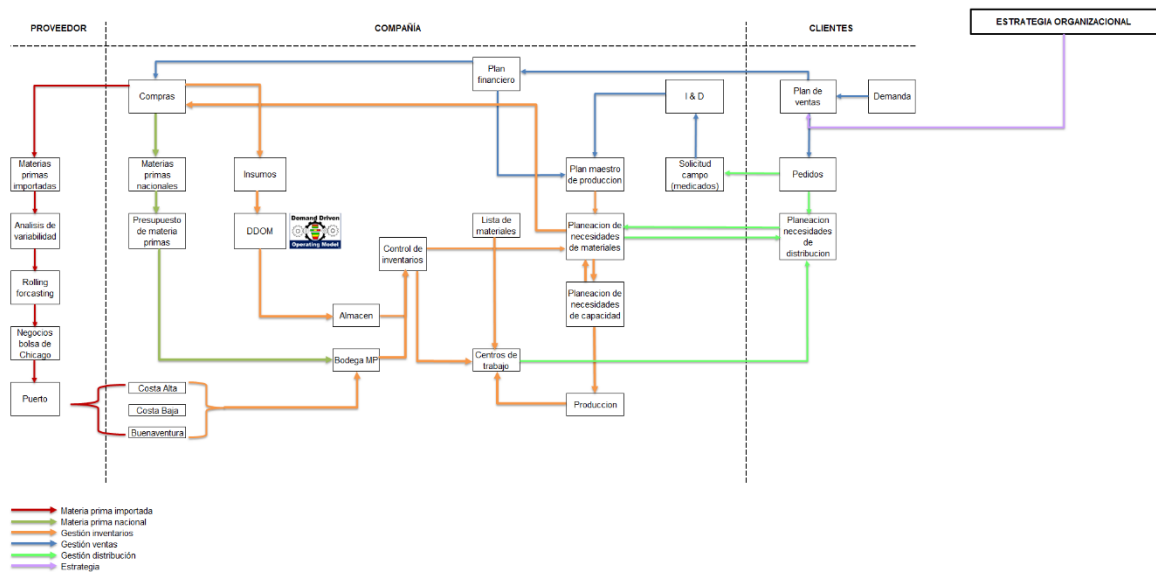 PROVEEDOR
COMPAÑÍA
CLIENTES
ESTRATEGIA ORGANIZACIONAL
Plan
financiero
Compras
I & D
Plan de
ventas
Demanda
Materias
primas
importadas
Materias
primas
nacionales
Insumos
Plan maestro
de produccion
Solicitud
campo
(medicados)
Pedidos
Analisis de
variabilidad
Presupuesto
de materia
primas
DDOM
Demand Driven
Operating Model
Lista de
materiales
Planeacion de
necesidades
de materiales
Planeacion
necesidades
de
distribucion
Control de
inventarios
Rolling
forcasting
Almacen
Planeacion de
necesidades
de capacidad
Negocios
bolsa de
Chicago
Bodega MP
Centros de
trabajo
Puerto
Costa Alta
Costa Baja
Buenaventura
Produccion
Materia prima importada
Materia prima nacional
Gestión inventarios
Gestión ventas
Gestión distribución
Estrategia